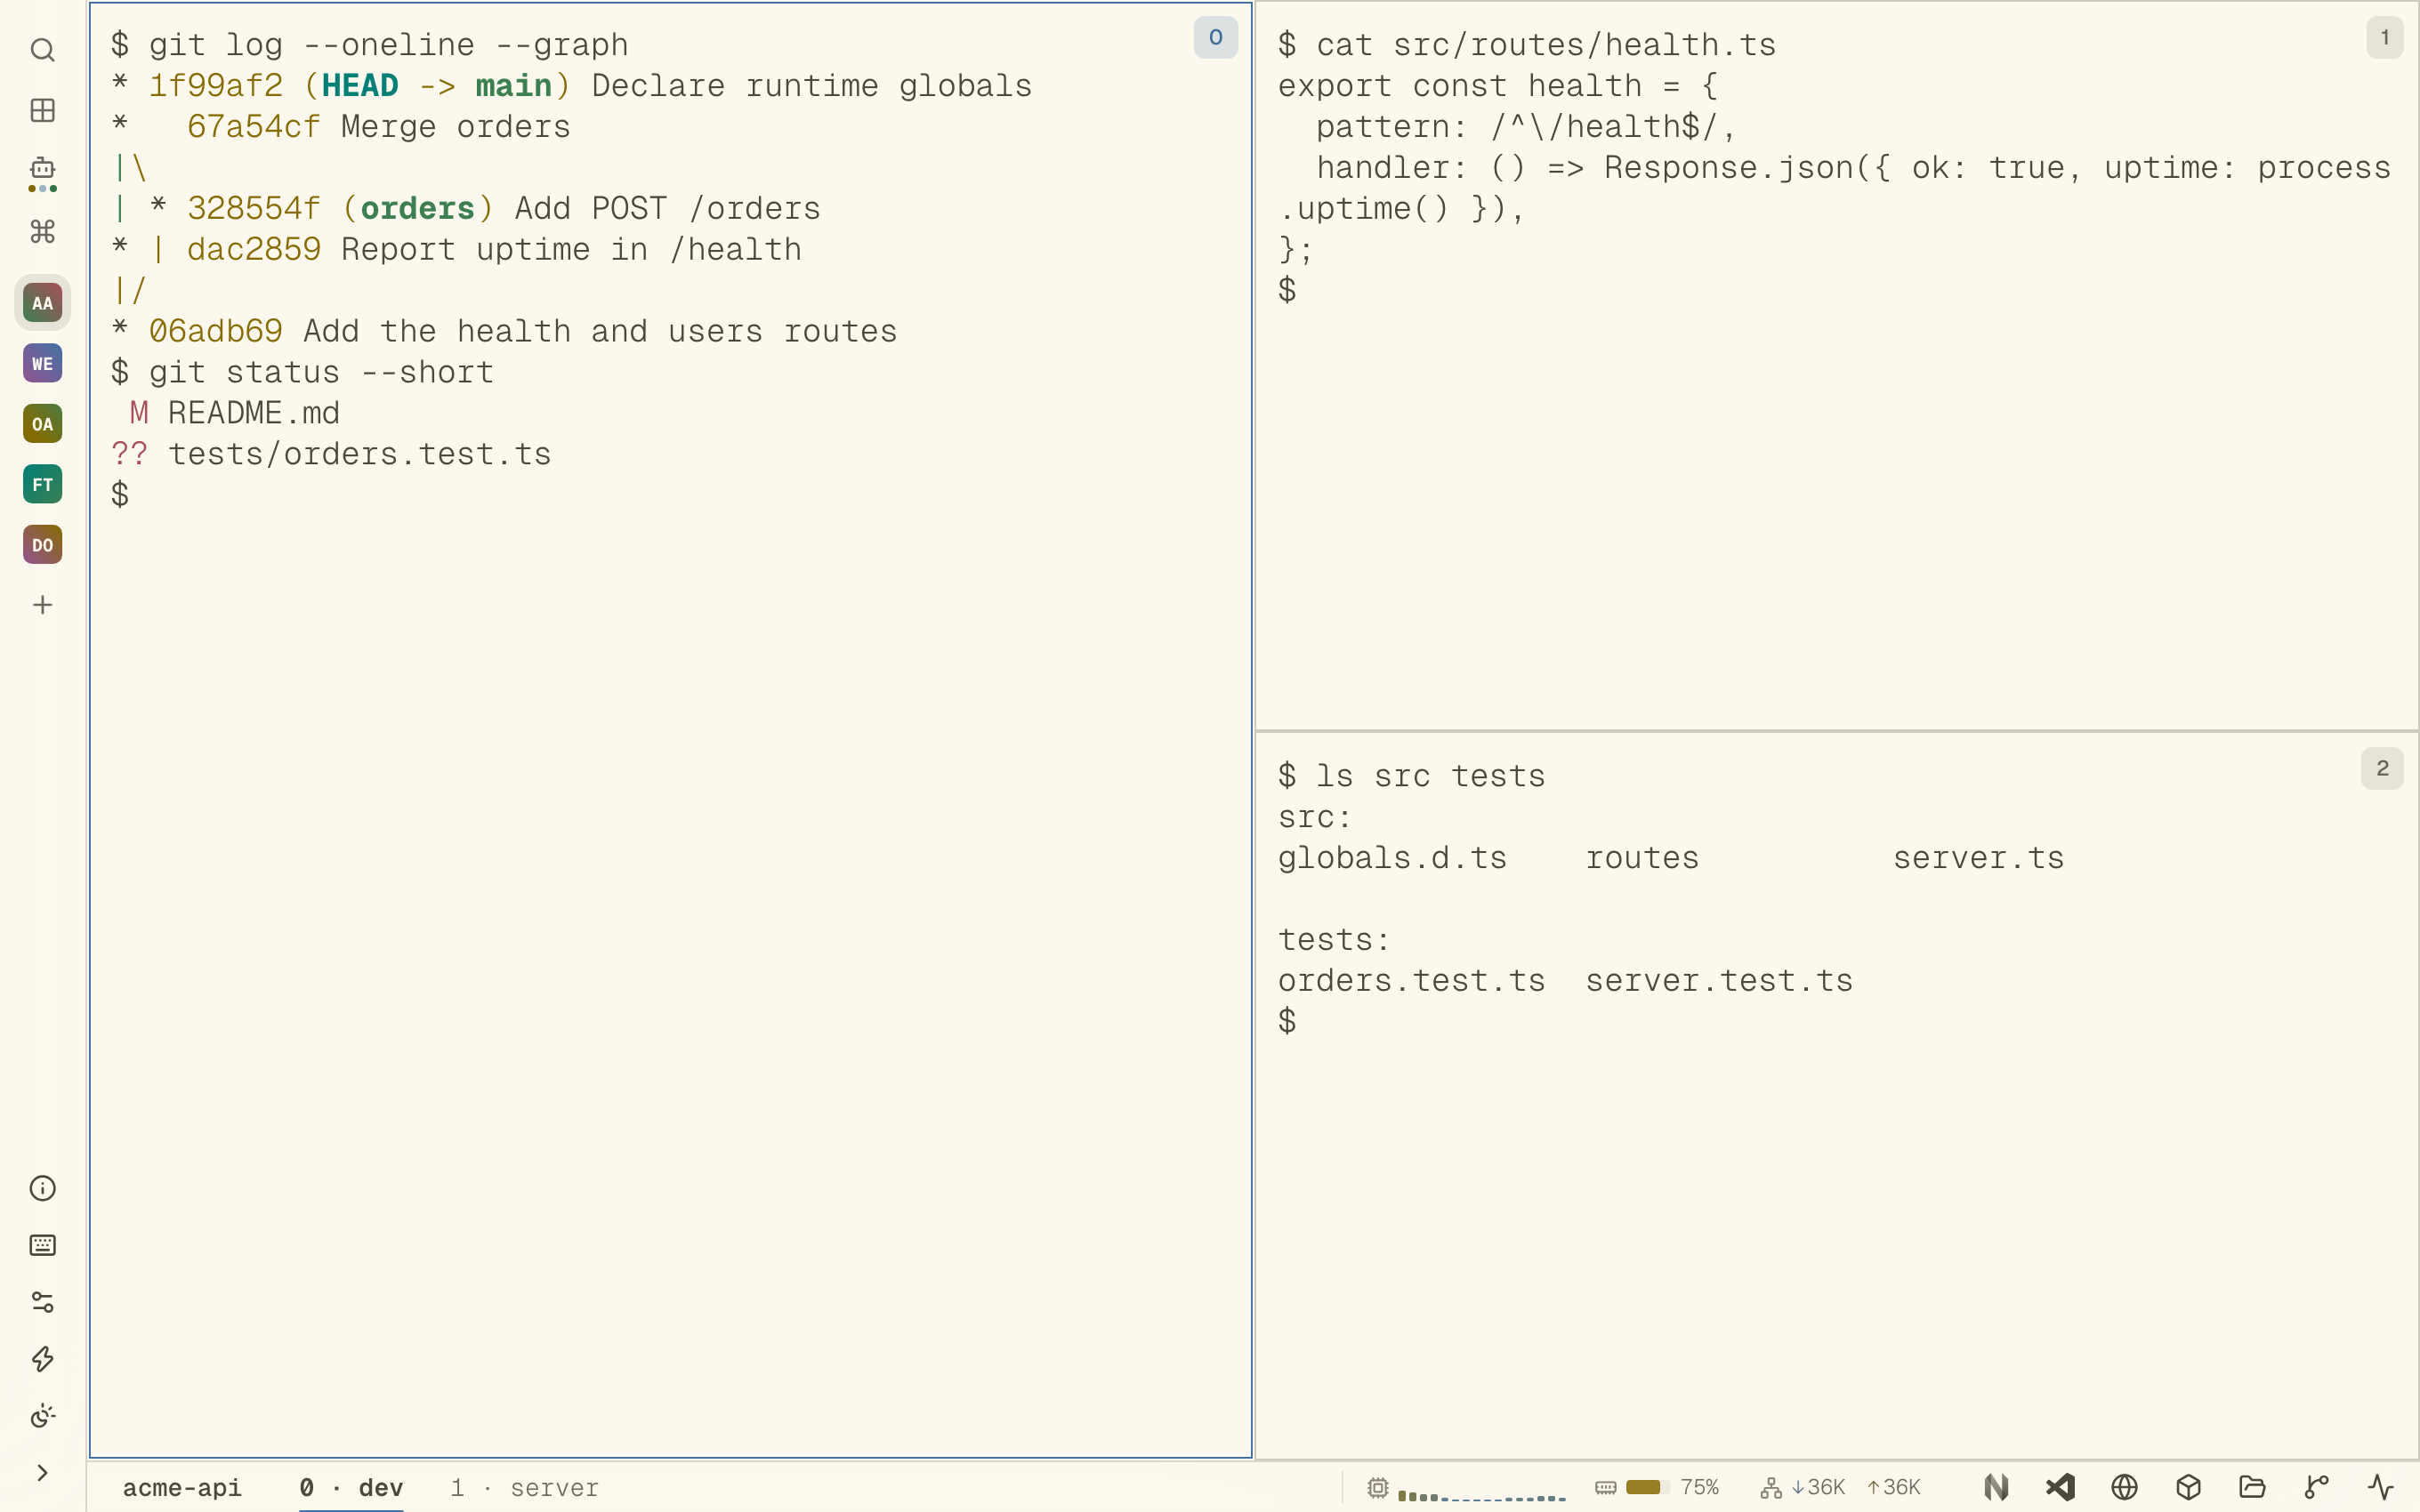 AA
WE
OA
FT
DO
0
$ git log --oneline --graph
* 1f99af2 (HEAD -> main) Declare runtime globals
*   67a54cf Merge orders
|\
| * 328554f (orders) Add POST /orders
* | dac2859 Report uptime in /health
|/
* 06adb69 Add the health and users routes
$ git status --short
 M README.md
?? tests/orders.test.ts
$
1
$ cat src/routes/health.ts
export const health = {
  pattern: /^\/health$/,
  handler: () => Response.json({ ok: true, uptime: process
.uptime() }),
};
$
2
$ ls src tests
src:
globals.d.ts    routes          server.ts

tests:
orders.test.ts  server.test.ts
$
acme-api 0 · dev 1 · server 75% ↓36K ↑36K